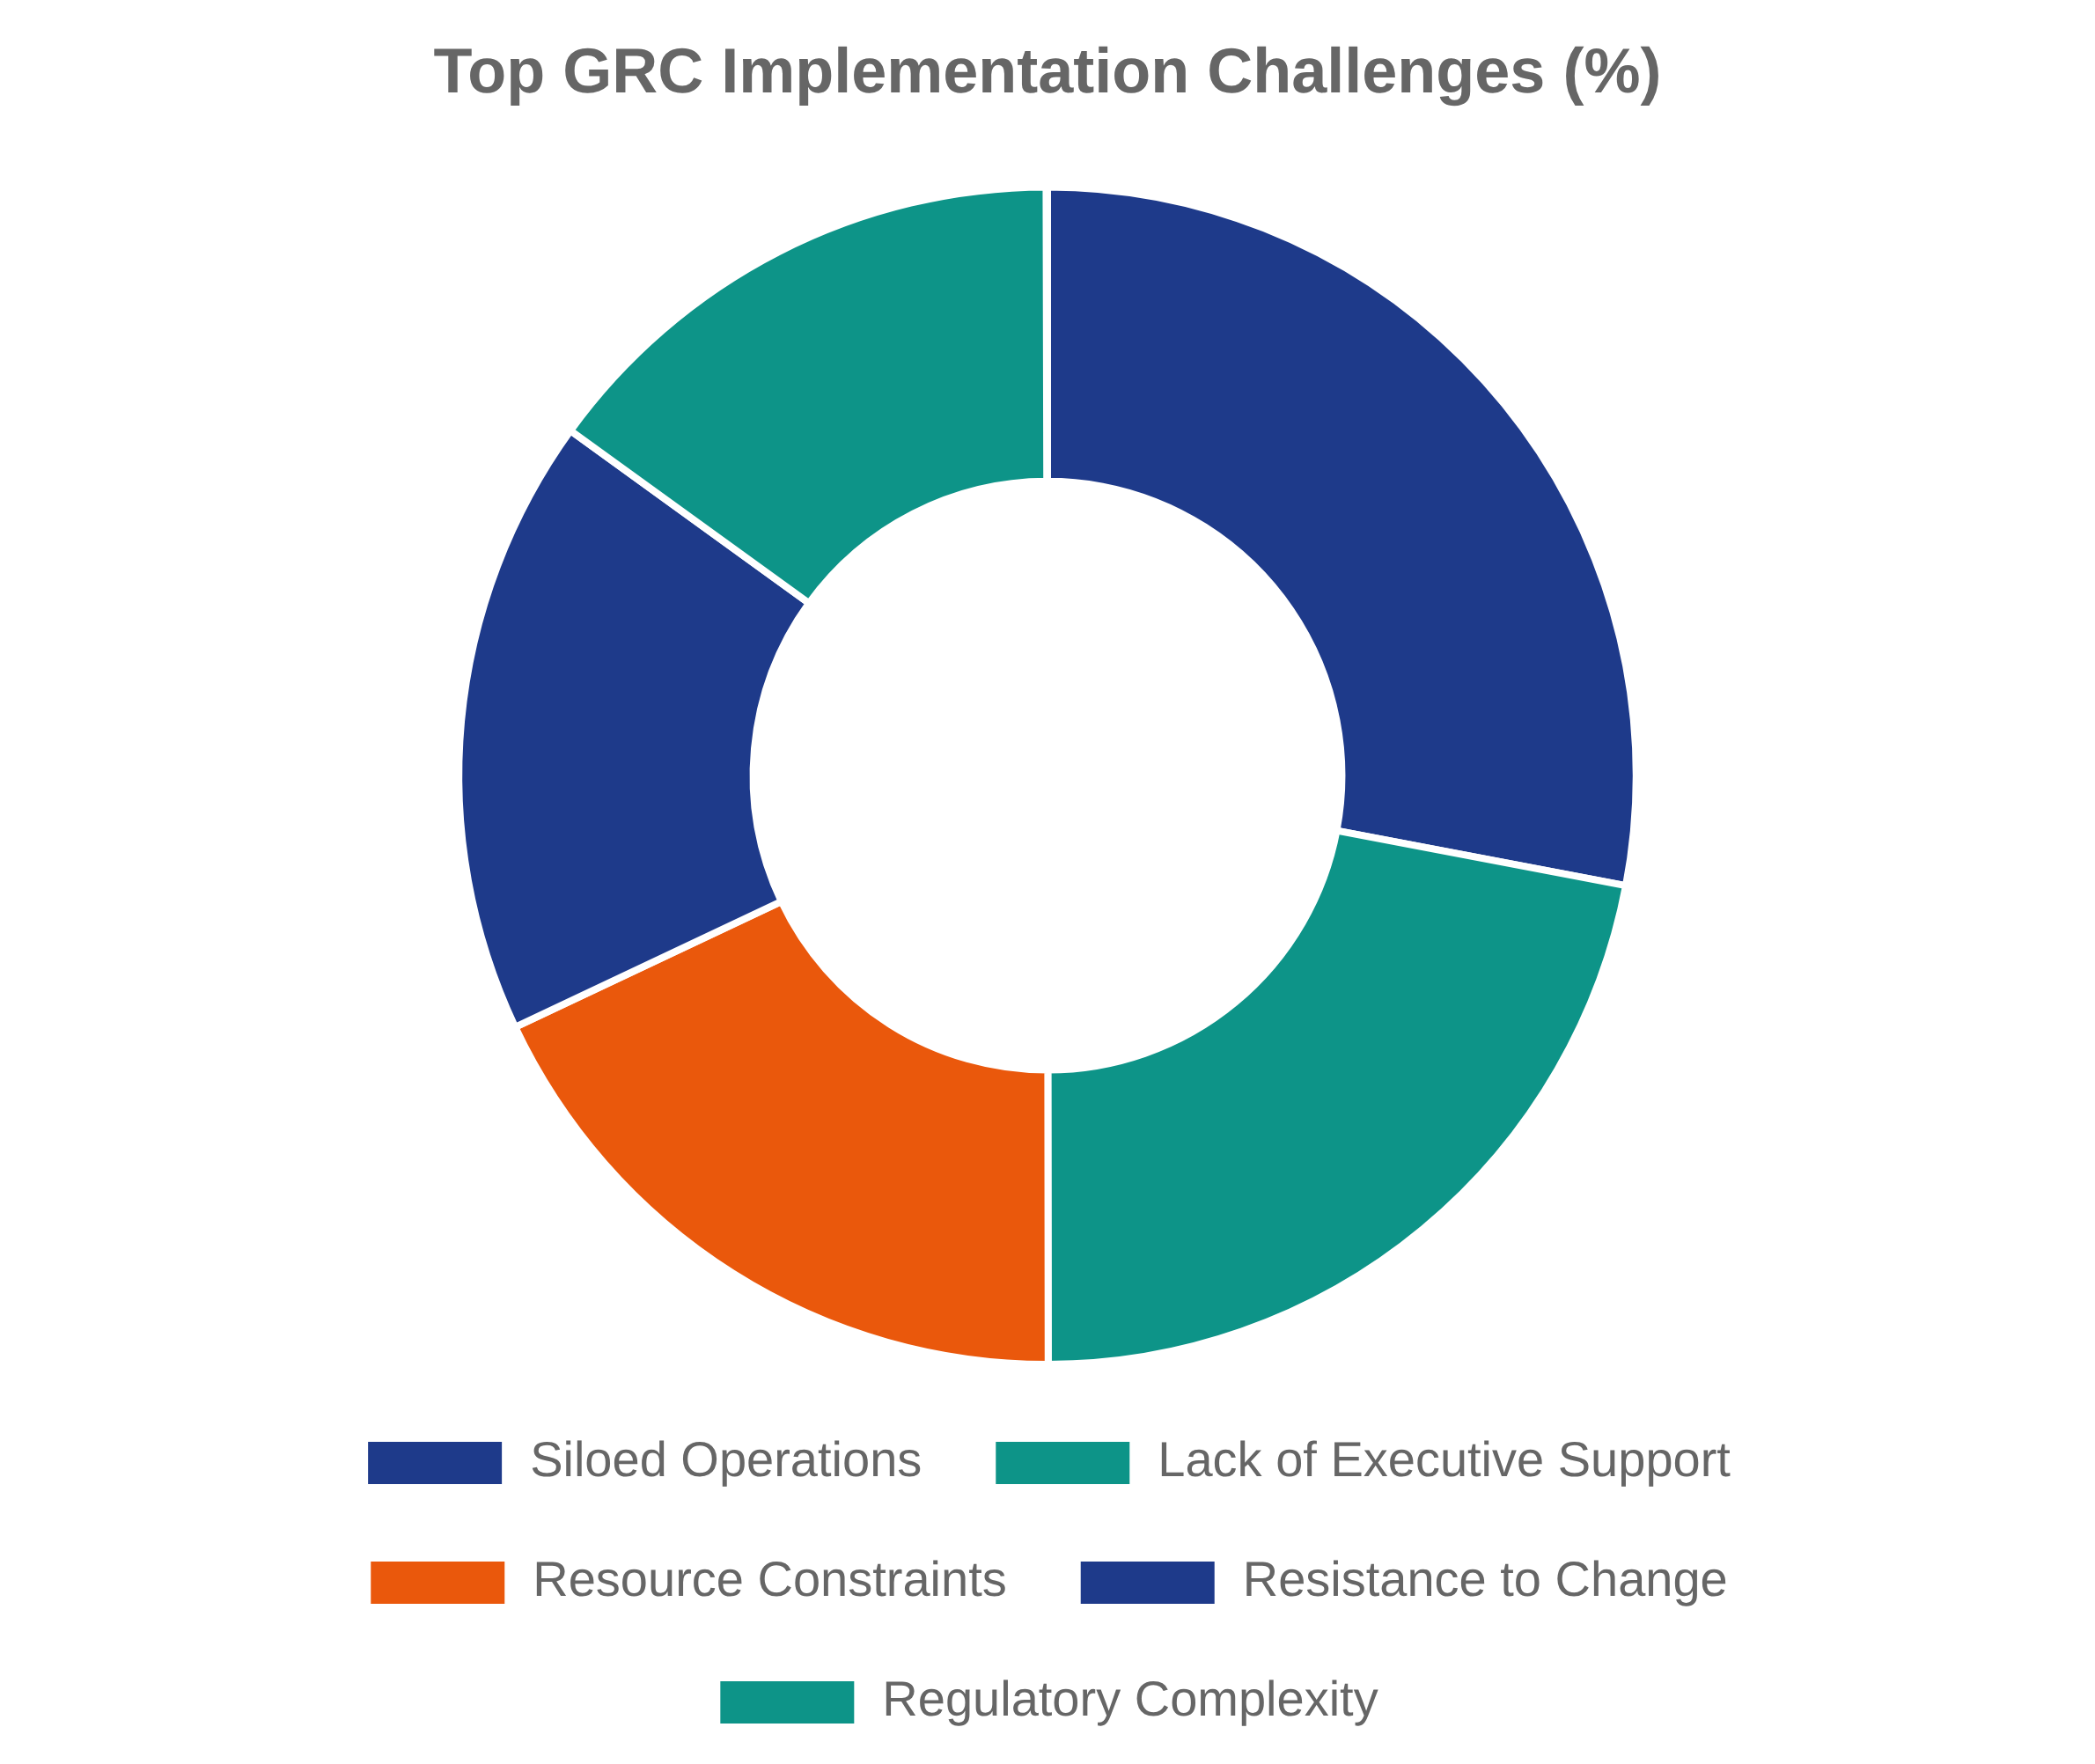 Top GRC Implementation Challenges (%)
Siloed Operations
Lack of Executive Support
Resource Constraints
Resistance to Change
Regulatory Complexity